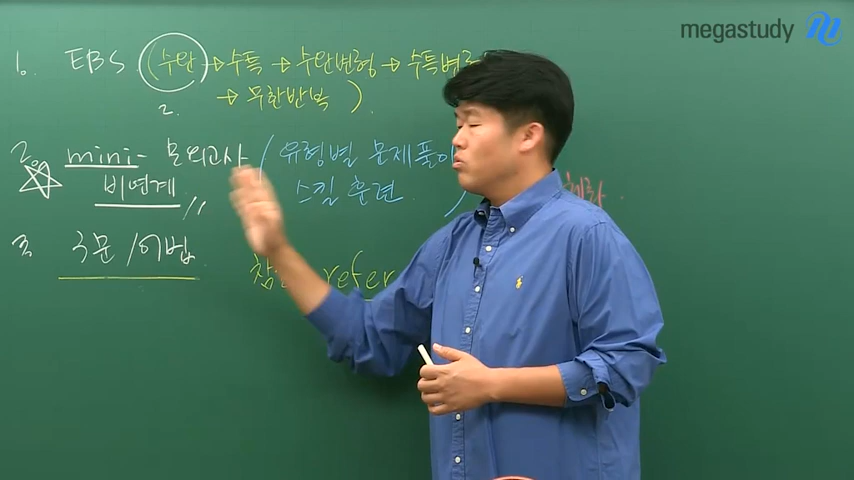 megastudy
1. EBS (수완 → 수특 → 수완변형 → 수특변
→ 무한반복 ).
2.
2. mini - 모의고사 / 유형별 문제풀이
비연계 // 스킬 훈련
3. 구문 / 어법
refer